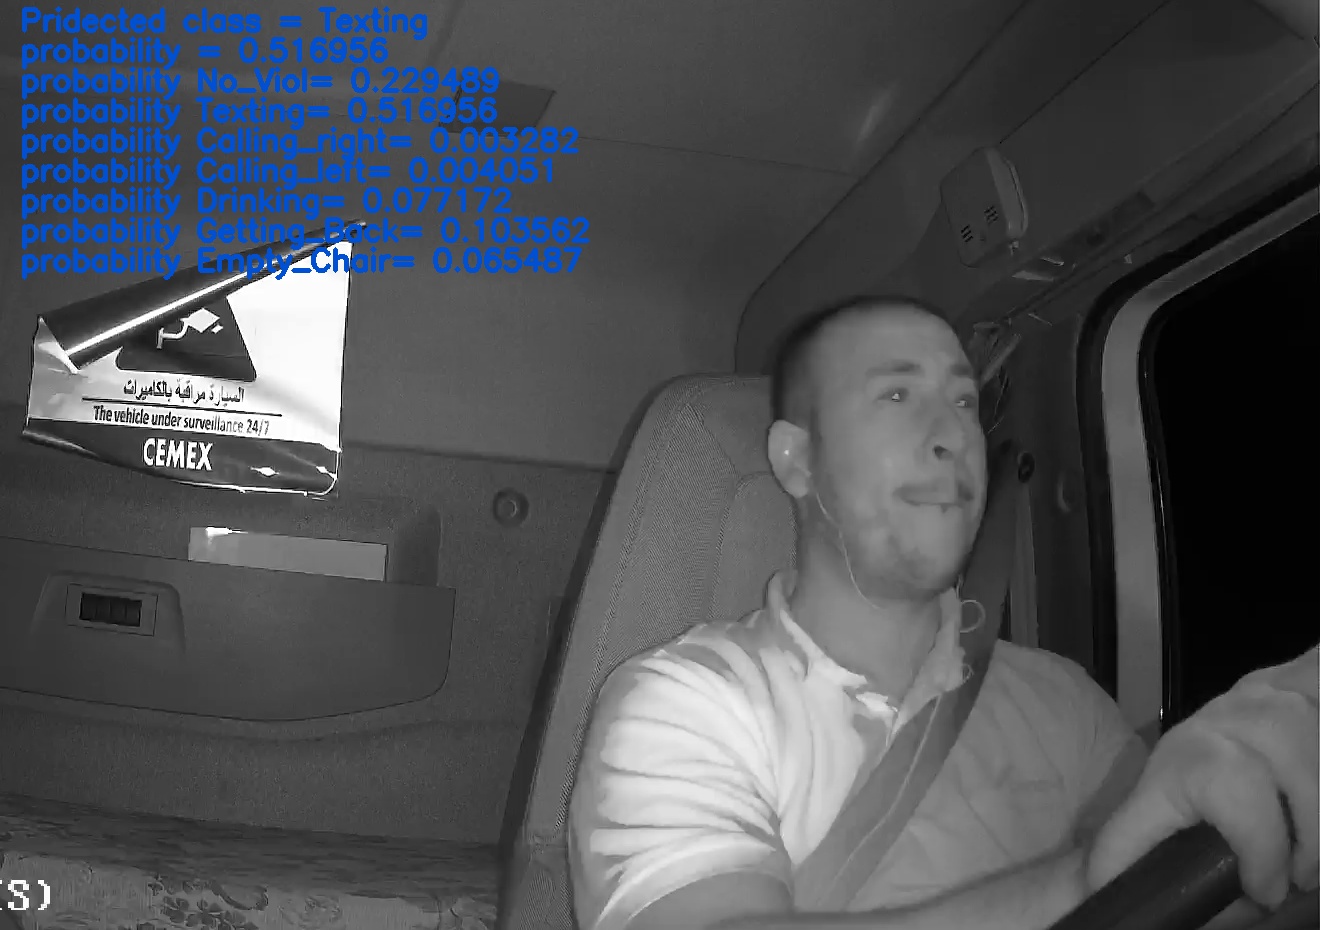 Pridected class = Texting
probability = 0.516956
probability No_Viol= 0.229489
probability Texting= 0.516956
probability Calling_right= 0.003282
probability Calling_left= 0.004051
probability Drinking= 0.077172
probability Getting_Back= 0.103562
probability Empty_Chair= 0.065487
السيارة مراقبة بالكاميرات
The vehicle under surveillance 24/7
CEMEX
S)